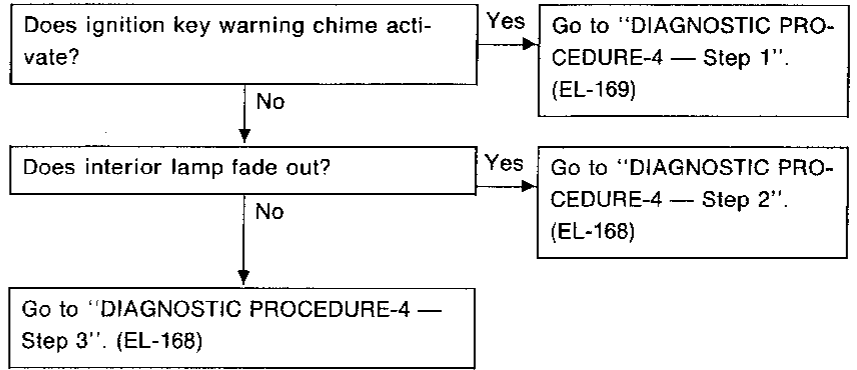 Does ignition key warning chime acti-
vate?
Yes
Go to "DIAGNOSTIC PRO-
CEDURE-4 — Step 1".
(EL-169)
No
Does interior lamp fade out?
Yes
Go to "DIAGNOSTIC PRO-
CEDURE-4 — Step 2".
(EL-168)
No
Go to "DIAGNOSTIC PROCEDURE-4 —
Step 3". (EL-168)